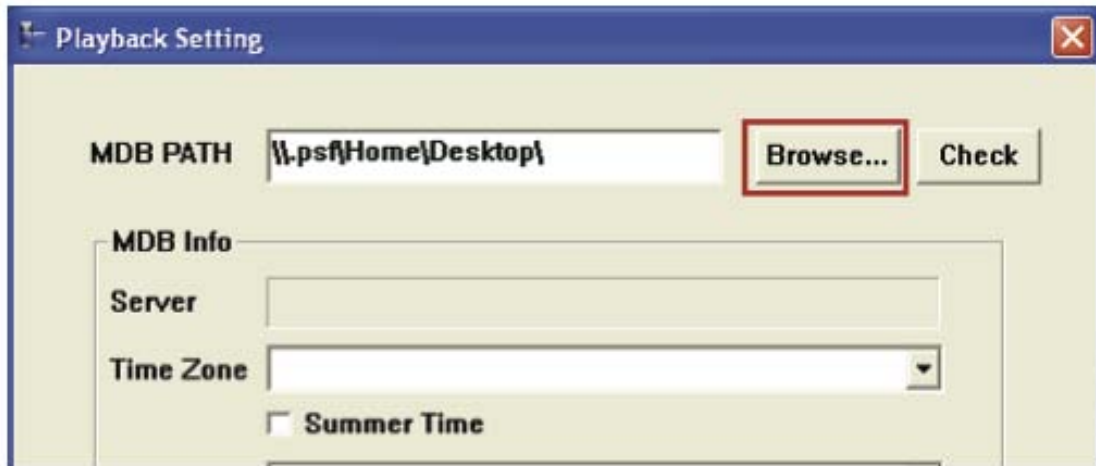 Playback Setting
MDB PATH \\.psf\Home\Desktop\ Browse... Check
MDB Info
Server
Time Zone
Summer Time